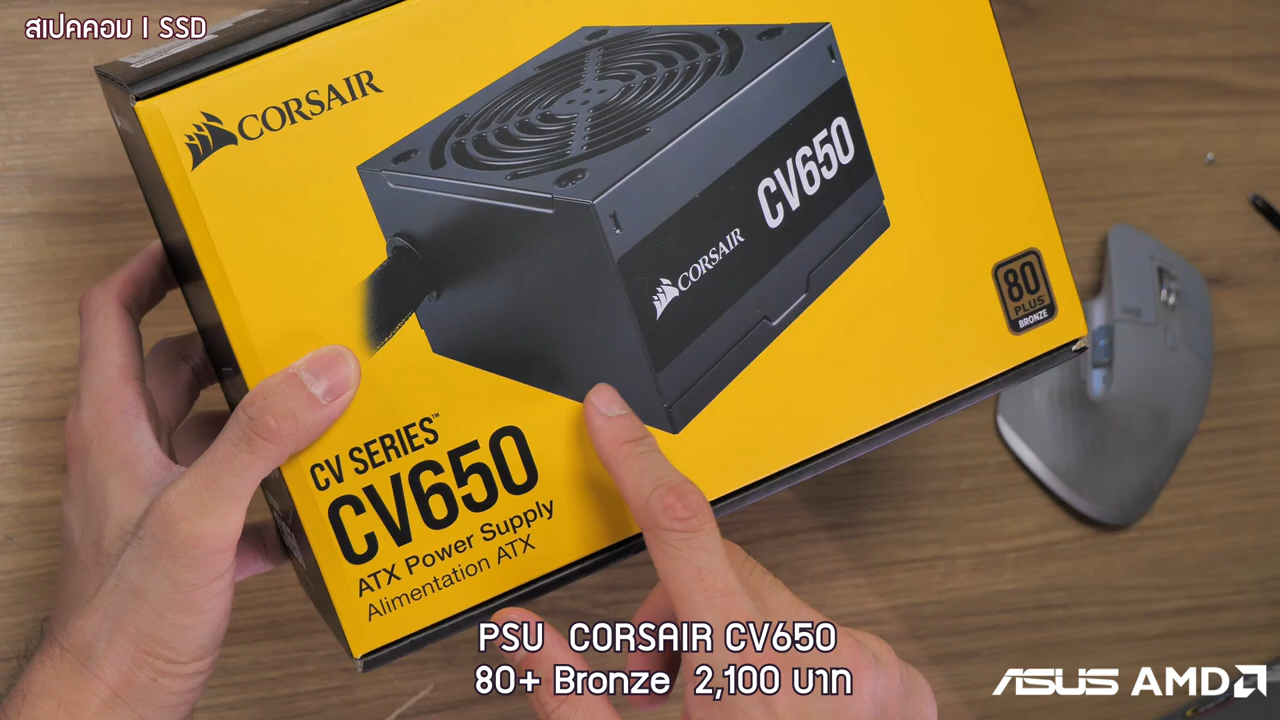 สเปคคอม | SSD
CORSAIR
CV650
CORSAIR
80
PLUS
BRONZE
CV SERIES™
CV650
ATX Power Supply
Alimentation ATX
PSU CORSAIR CV650
80+ Bronze 2,100 บาท
ASUS AMD